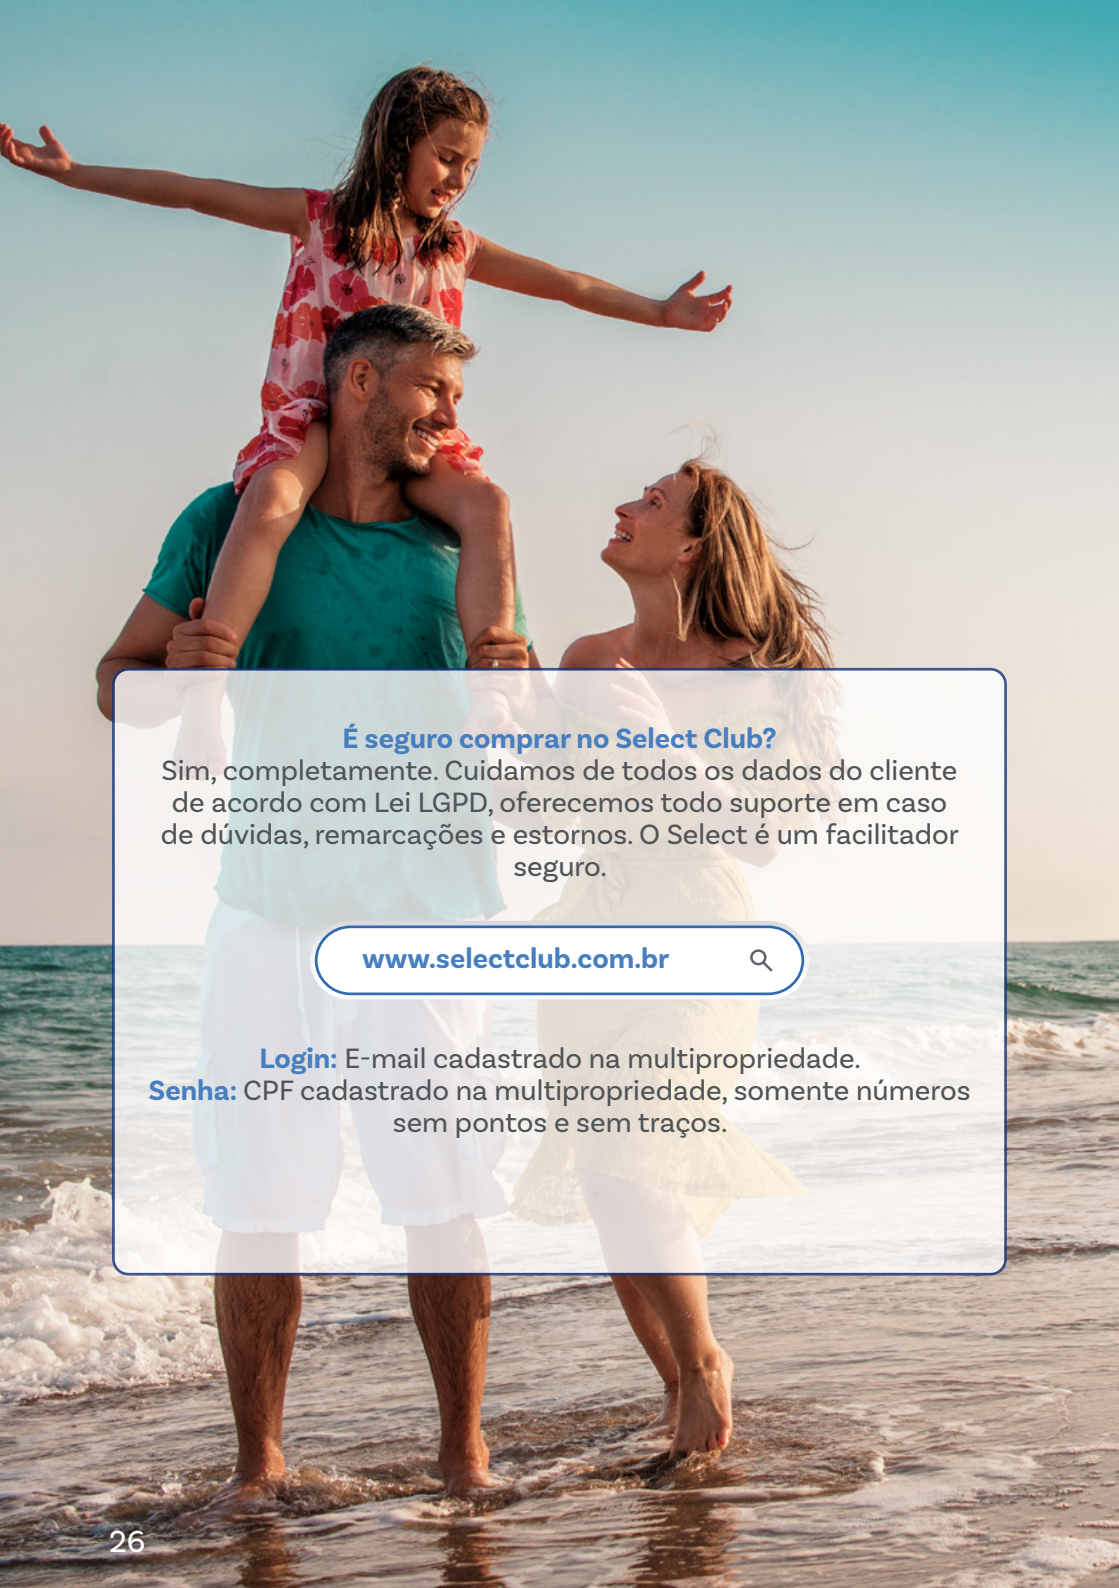 É seguro comprar no Select Club?
Sim, completamente. Cuidamos de todos os dados do cliente
de acordo com Lei LGPD, oferecemos todo suporte em caso
de dúvidas, remarcações e estornos. O Select é um facilitador
seguro.
www.selectclub.com.br
Login: E-mail cadastrado na multipropriedade.
Senha: CPF cadastrado na multipropriedade, somente números
sem pontos e sem traços.
26